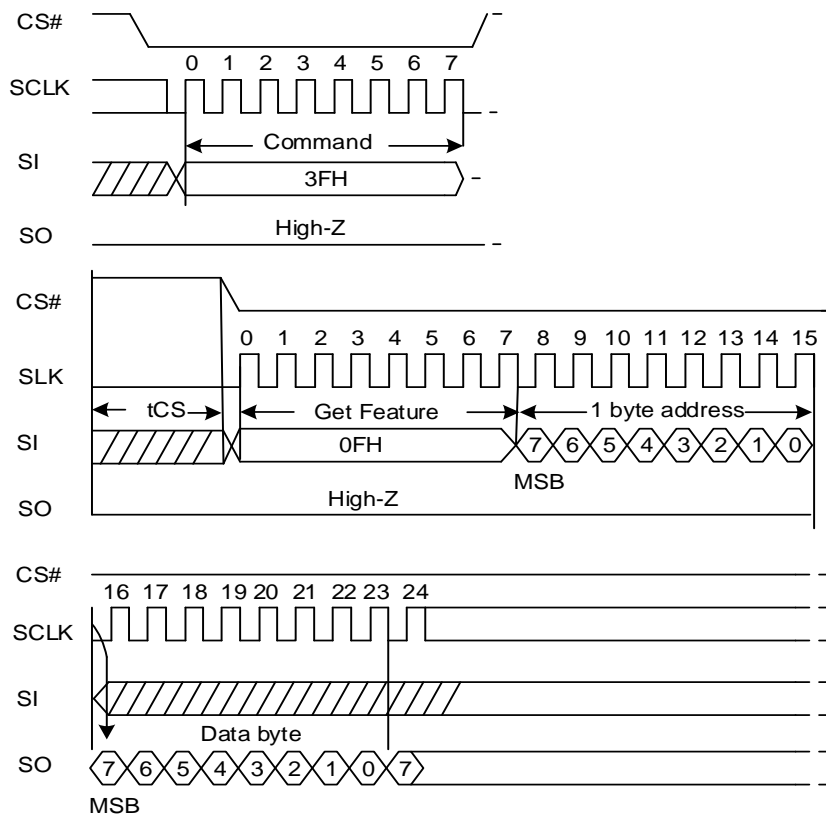 CS#
0 1 2 3 4 5 6 7
SCLK
Command
SI
3FH
High-Z
SO
CS#
0 1 2 3 4 5 6 7 8 9 10 11 12 13 14 15
SLK
tCS Get Feature 1 byte address
SI
0FH 7 6 5 4 3 2 1 0
MSB
High-Z
SO
CS#
16 17 18 19 20 21 22 23 24
SCLK
SI
Data byte
SO 7 6 5 4 3 2 1 0 7
MSB